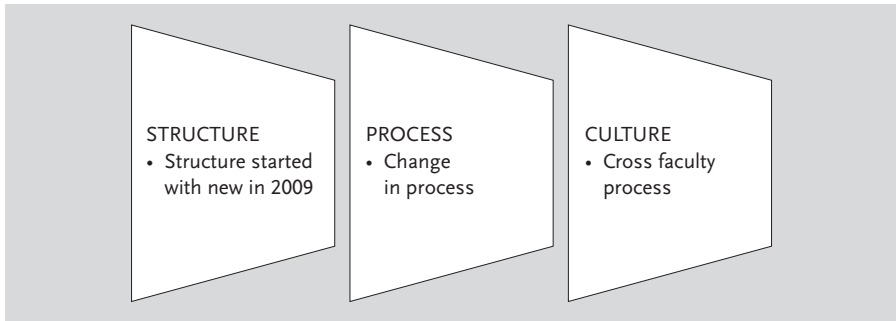 STRUCTURE
• Structure started
with new in 2009
PROCESS
• Change
in process
CULTURE
• Cross faculty
process